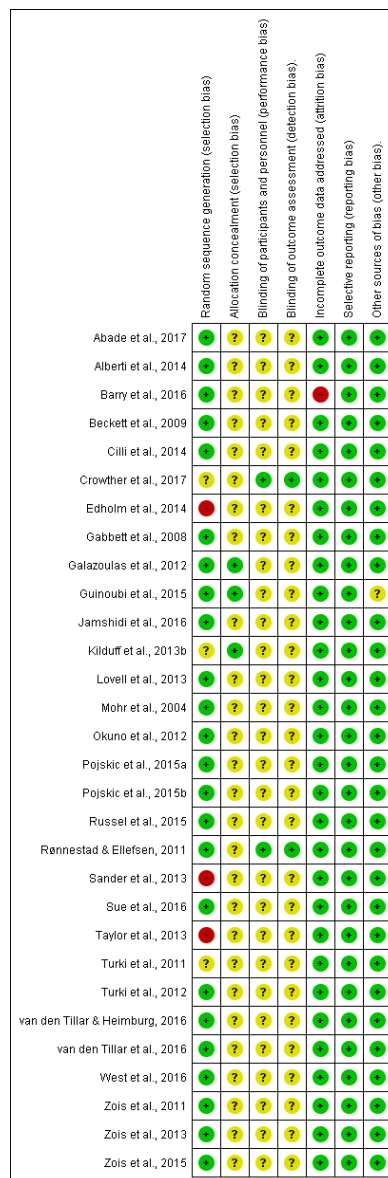 Random sequence generation (selection bias)
Allocation concealment (selection bias)
Blinding of participants and personnel (performance bias)
Blinding of outcome assessment (detection bias).
Incomplete outcome data addressed (attrition bias)
Selective reporting (reporting bias)
Other sources of bias (other bias).
Abade et al., 2017 + ? ? ? + + +
Alberti et al., 2014 + ? ? ? + + +
Barry et al., 2016 + ? ? ? - + +
Beckett et al., 2009 + ? ? ? + + +
Cilli et al., 2014 + ? ? ? + + +
Crowther et al., 2017 ? ? + + + + +
Edholm et al., 2014 - ? ? ? + + +
Gabbett et al., 2008 + ? ? ? + + +
Galazoulas et al., 2012 + + ? ? + + +
Guinoubi et al., 2015 + + ? ? + + ?
Jamshidi et al., 2016 + ? ? ? + + +
Kilduff et al., 2013b ? + ? ? + + +
Lovell et al., 2013 + ? ? ? + + +
Mohr et al., 2004 + ? ? ? + + +
Okuno et al., 2012 + ? ? ? + + +
Pojskic et al., 2015a + ? ? ? + + +
Pojskic et al., 2015b + ? ? ? + + +
Russel et al., 2015 + ? ? ? + + +
Rønnestad & Ellefsen, 2011 + ? + + + + +
Sander et al., 2013 - ? ? ? + + +
Sue et al., 2016 + ? ? ? + + +
Taylor et al., 2013 - ? ? ? + + +
Turki et al., 2011 ? ? ? ? + + +
Turki et al., 2012 + ? ? ? + + +
van den Tillar & Heimburg, 2016 + ? ? ? + + +
van den Tillar et al., 2016 + ? ? ? + + +
West et al., 2016 + ? ? ? + + +
Zois et al., 2011 + ? ? ? + + +
Zois et al., 2013 + ? ? ? + + +
Zois et al., 2015 + ? ? ? + + +